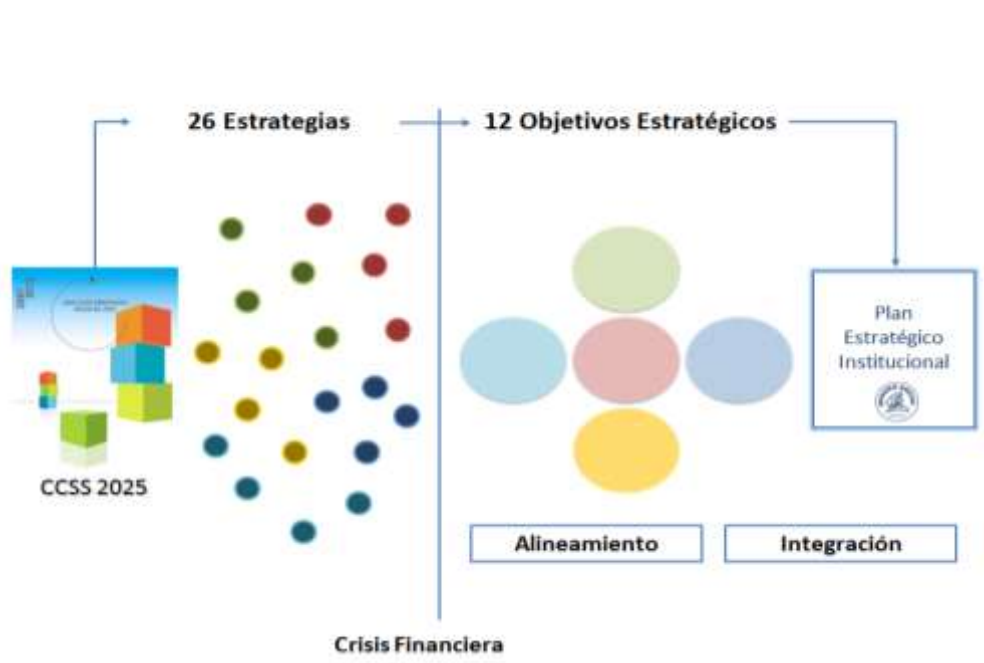 26 Estrategias
12 Objetivos Estratégicos
Plan
Estratégico
Institucional
CCSS 2025
Alineamiento
Integración
Crisis Financiera